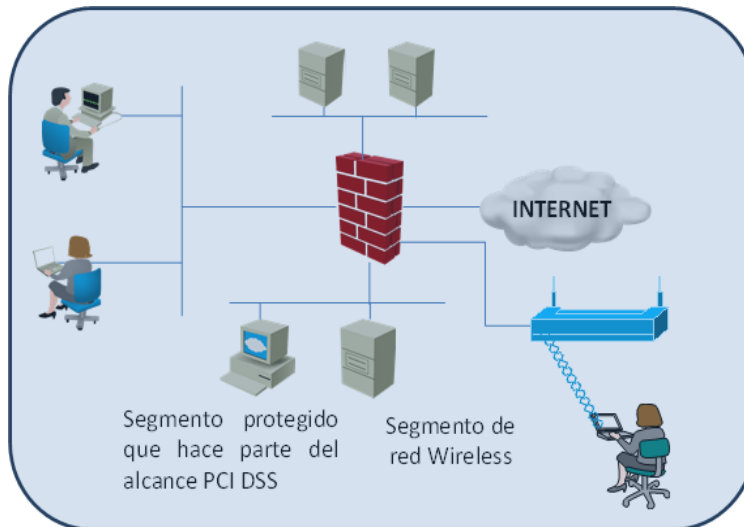 INTERNET
Segmento protegido
que hace parte del
alcance PCI DSS
Segmento de
red Wireless